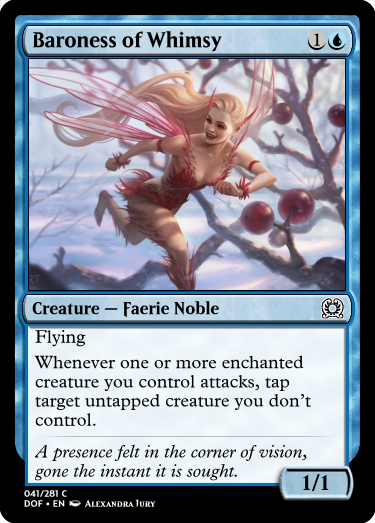 Baroness of Whimsy 1
Creature — Faerie Noble
Flying
Whenever one or more enchanted
creature you control attacks, tap
target untapped creature you don't
control.
A presence felt in the corner of vision,
gone the instant it is sought.
1/1
041/281 C
DOF • EN Alexandra Jury